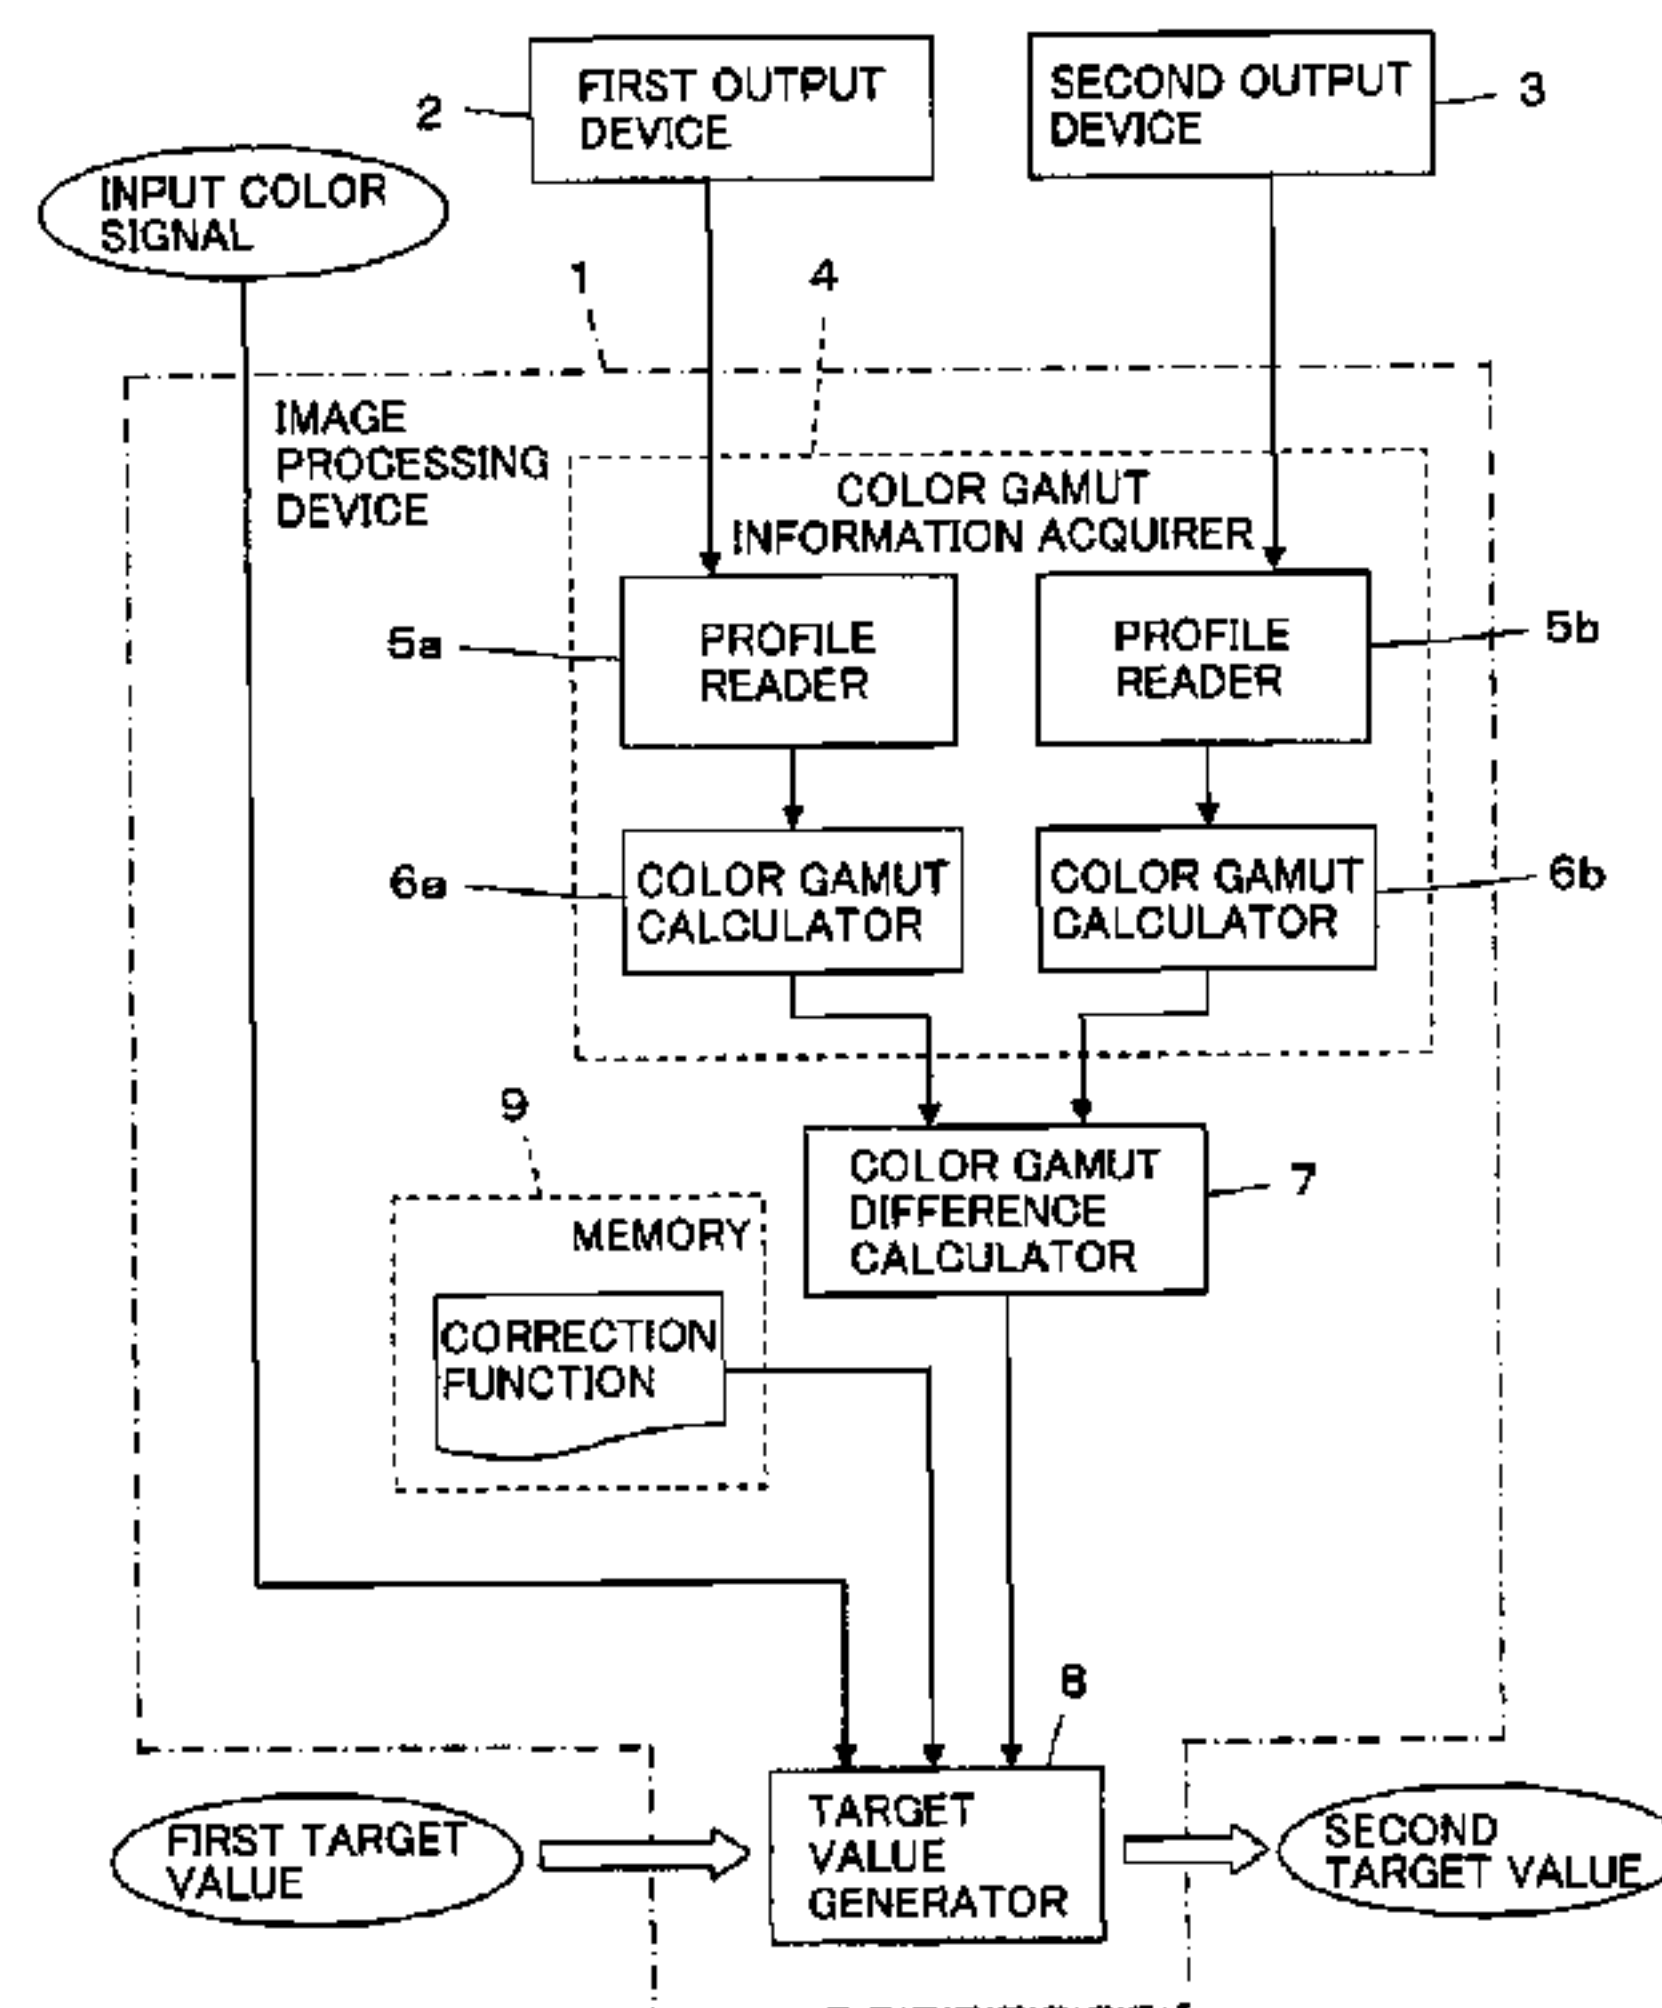 FIRST OUTPUT
DEVICE
2
SECOND OUTPUT
DEVICE
3
INPUT COLOR
SIGNAL
1
4
IMAGE
PROCESSING
DEVICE
COLOR GAMUT
INFORMATION ACQUIRER
5a
PROFILE
READER
PROFILE
READER
5b
6a
COLOR GAMUT
CALCULATOR
COLOR GAMUT
CALCULATOR
6b
9
MEMORY
CORRECTION
FUNCTION
COLOR GAMUT
DIFFERENCE
CALCULATOR
7
8
FIRST TARGET
VALUE
TARGET
VALUE
GENERATOR
SECOND
TARGET VALUE